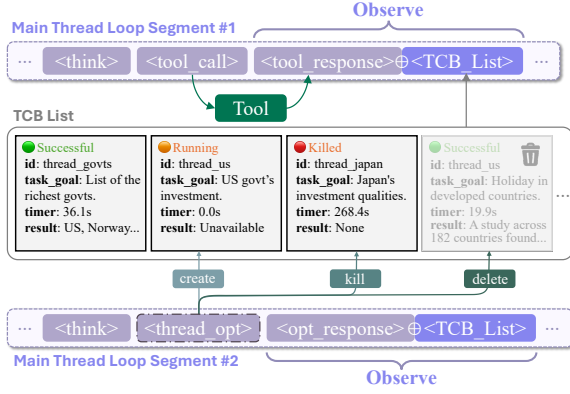 Observe
Main Thread Loop Segment #1
... <think> <tool_call> <tool_response>⊕<TCB_List> ...
Tool
TCB List
Successful
id: thread_govts
task_goal: List of the
richest govts.
timer: 36.1s
result: US, Norway...
Running
id: thread_us
task_goal: US govt's
investment.
timer: 0.0s
result: Unavailable
Killed
id: thread_japan
task_goal: Japan's
investment qualities.
timer: 268.4s
result: None
Successful
id: thread_us
task_goal: Holiday in
developed countries.
timer: 19.9s
result: A study across
182 countries found...
...
create kill delete
... <think> <thread_opt> <opt_response>⊕<TCB_List> ...
Main Thread Loop Segment #2
Observe